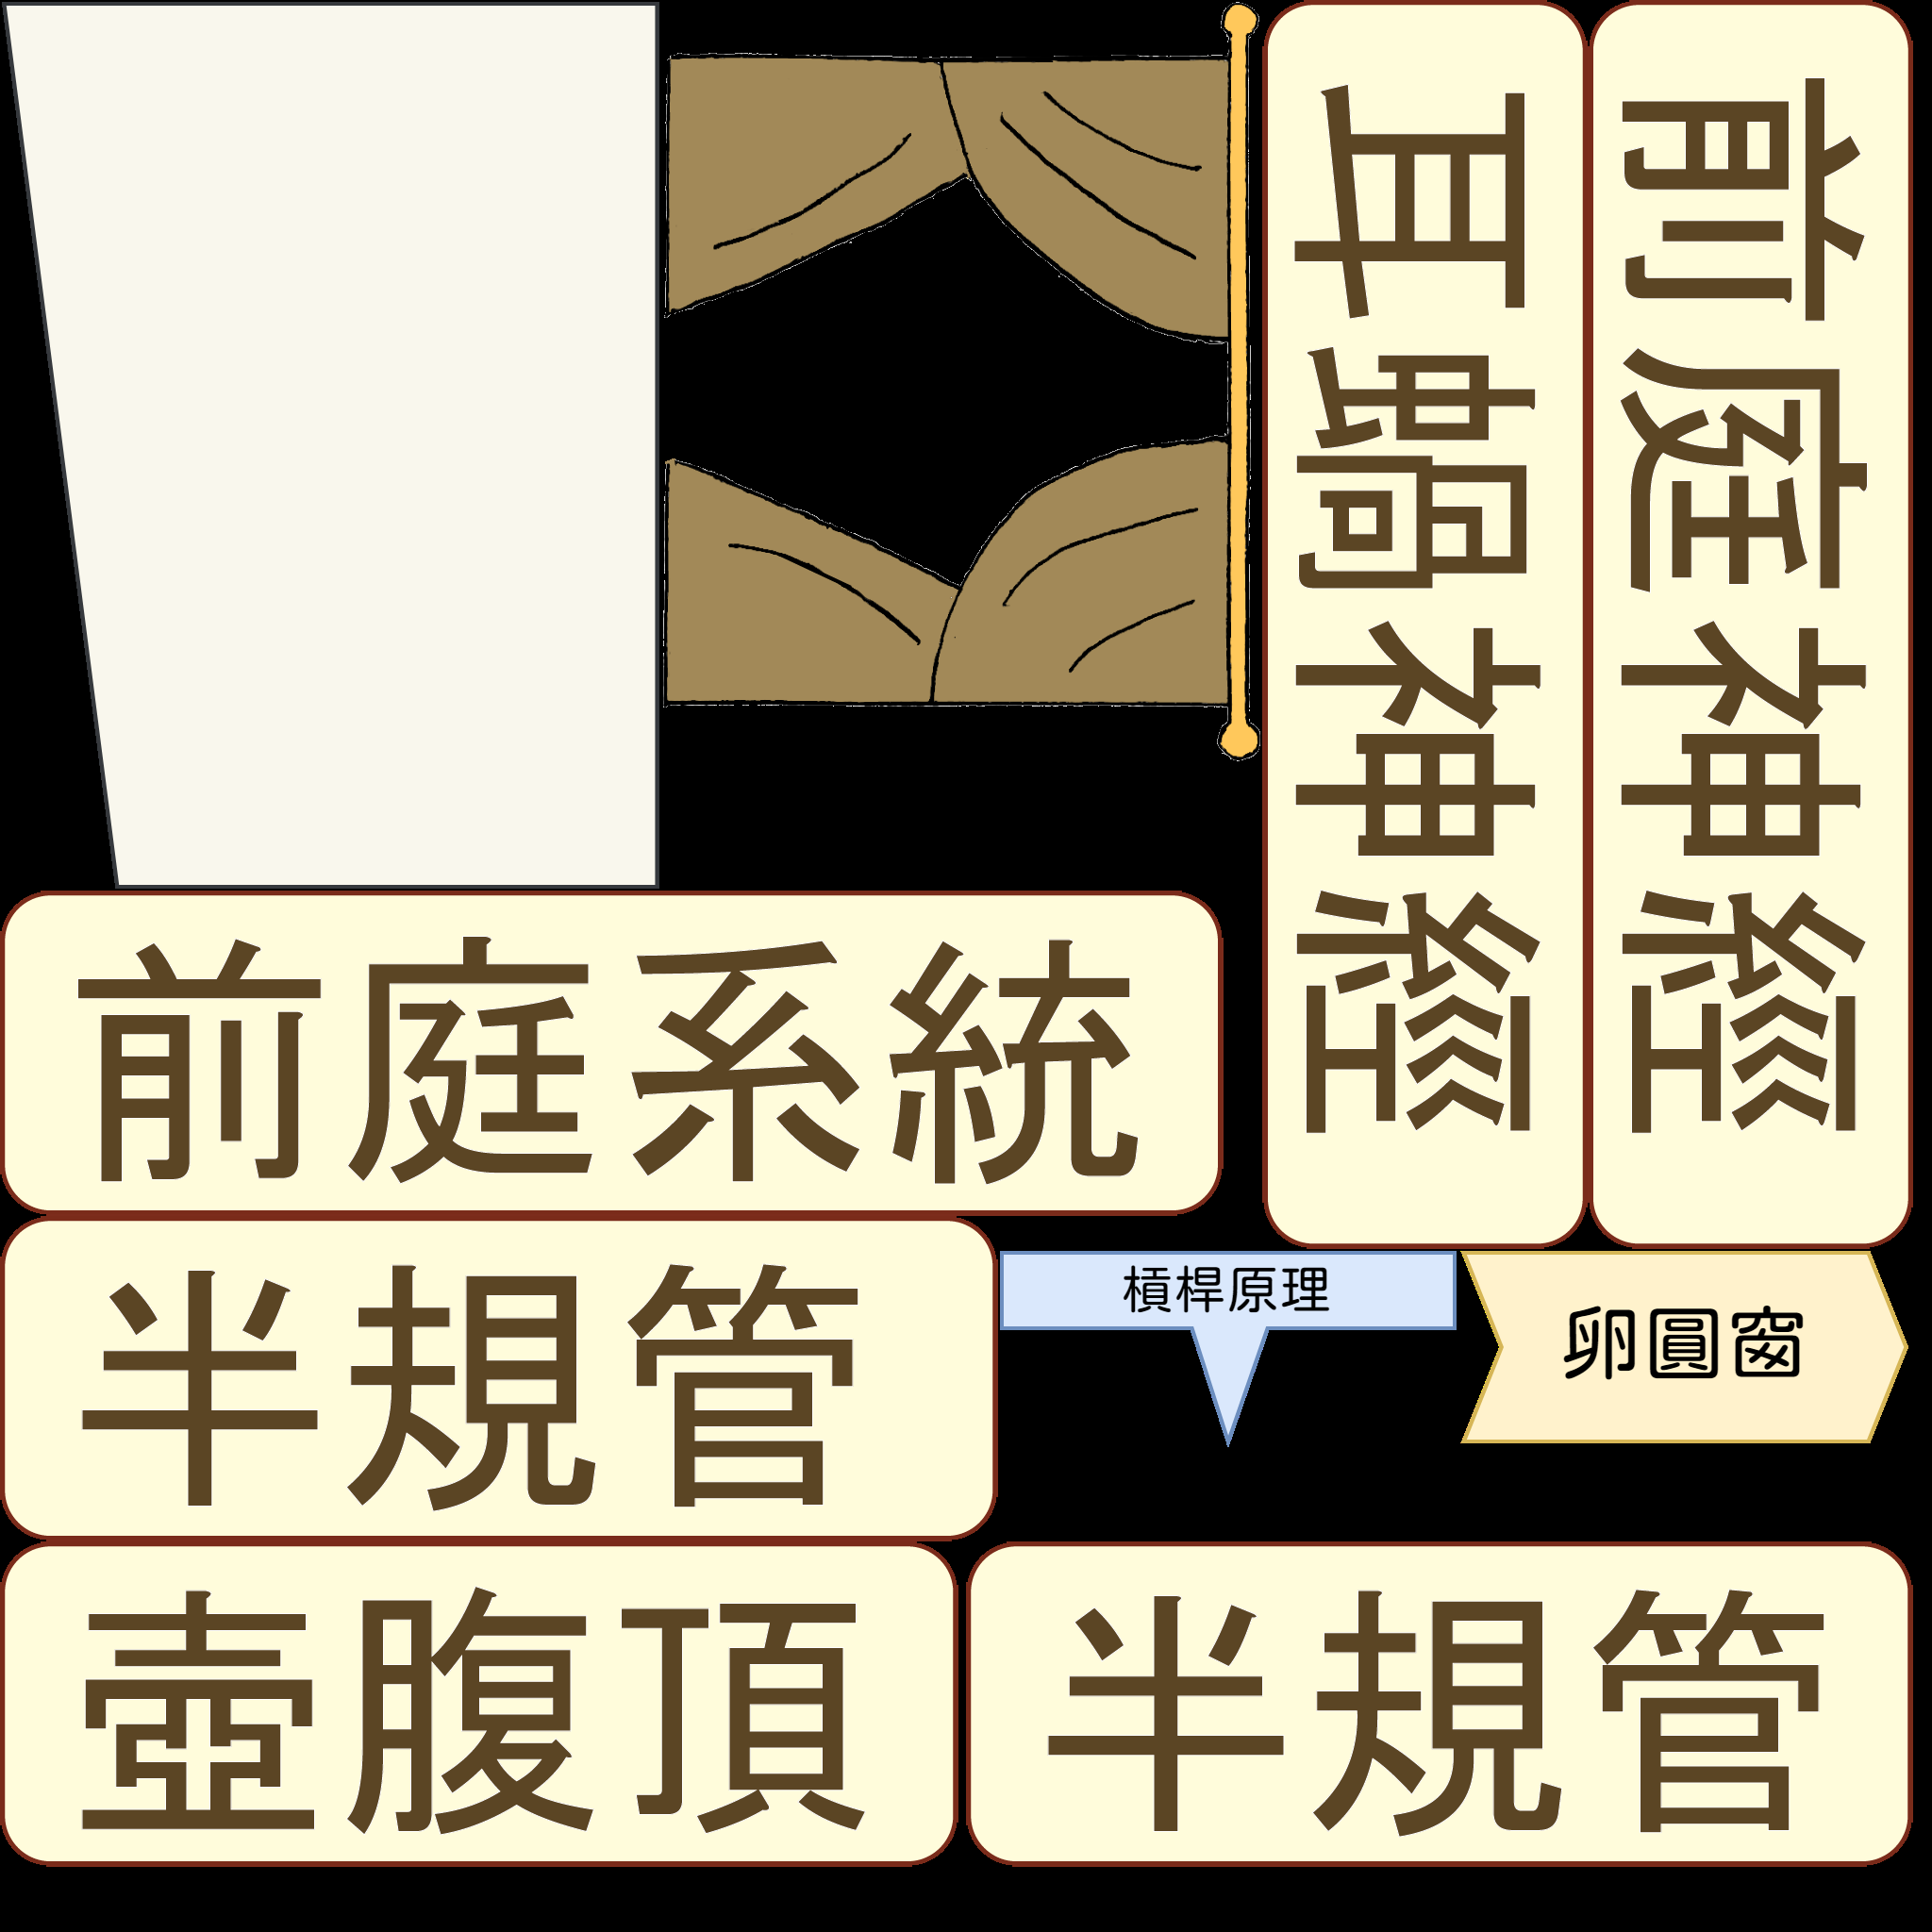 耳蝸神經
前庭神經
前庭系統
半規管
槓桿原理
卵圓窗
壺腹頂
半規管